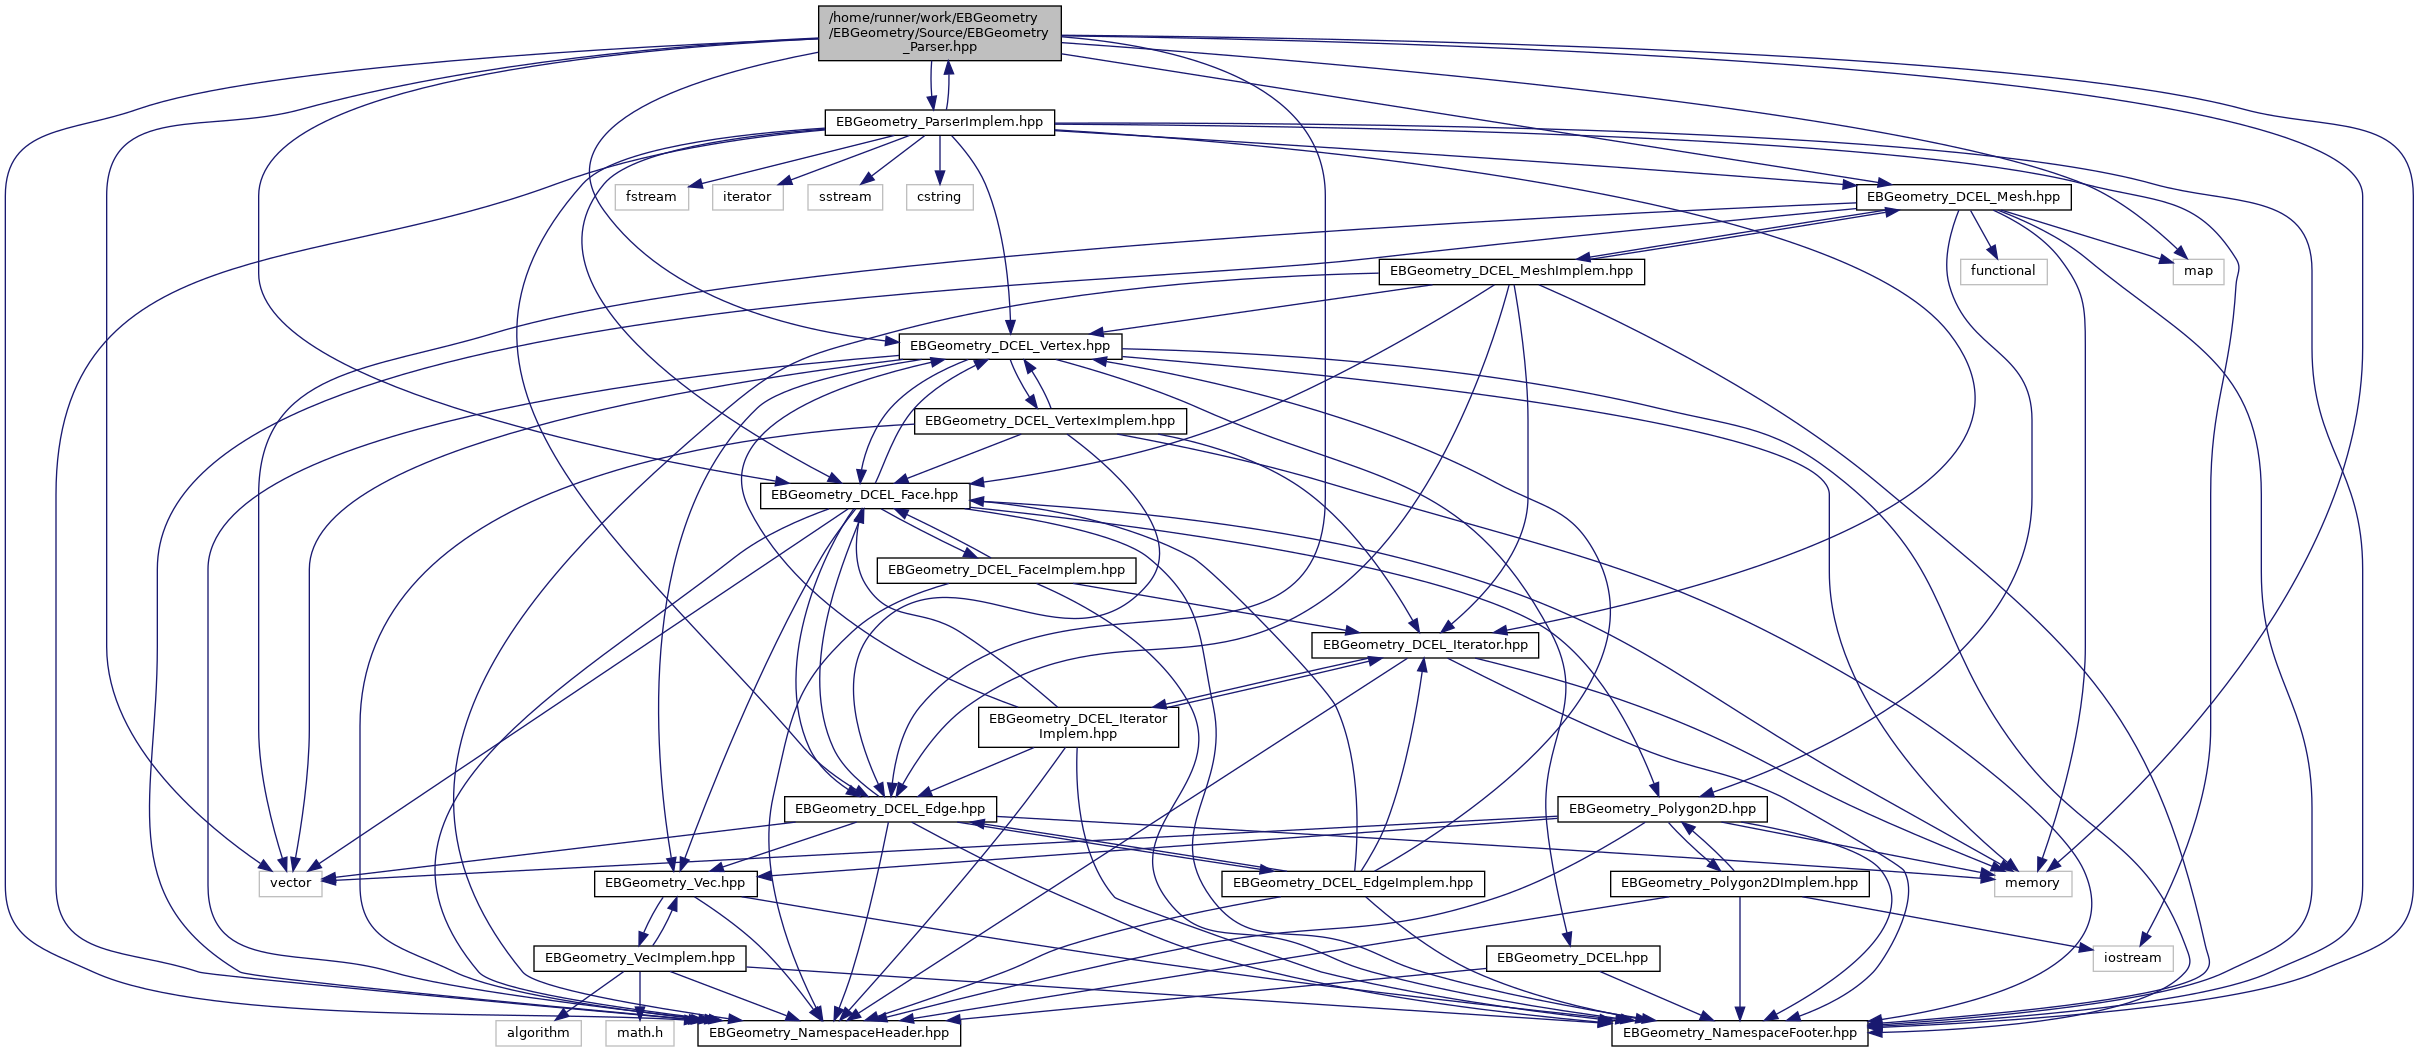 /home/runner/work/EBGeometry
/EBGeometry/Source/EBGeometry
_Parser.hpp
EBGeometry_ParserImplem.hpp
fstream
iterator
sstream
cstring
EBGeometry_DCEL_Mesh.hpp
EBGeometry_DCEL_MeshImplem.hpp
functional
map
EBGeometry_DCEL_Vertex.hpp
EBGeometry_DCEL_VertexImplem.hpp
EBGeometry_DCEL_Face.hpp
EBGeometry_DCEL_FaceImplem.hpp
EBGeometry_DCEL_Iterator.hpp
EBGeometry_DCEL_Iterator
Implem.hpp
EBGeometry_DCEL_Edge.hpp
EBGeometry_Polygon2D.hpp
vector
EBGeometry_Vec.hpp
EBGeometry_DCEL_EdgeImplem.hpp
EBGeometry_Polygon2DImplem.hpp
memory
EBGeometry_VecImplem.hpp
EBGeometry_DCEL.hpp
iostream
algorithm
math.h
EBGeometry_NamespaceHeader.hpp
EBGeometry_NamespaceFooter.hpp